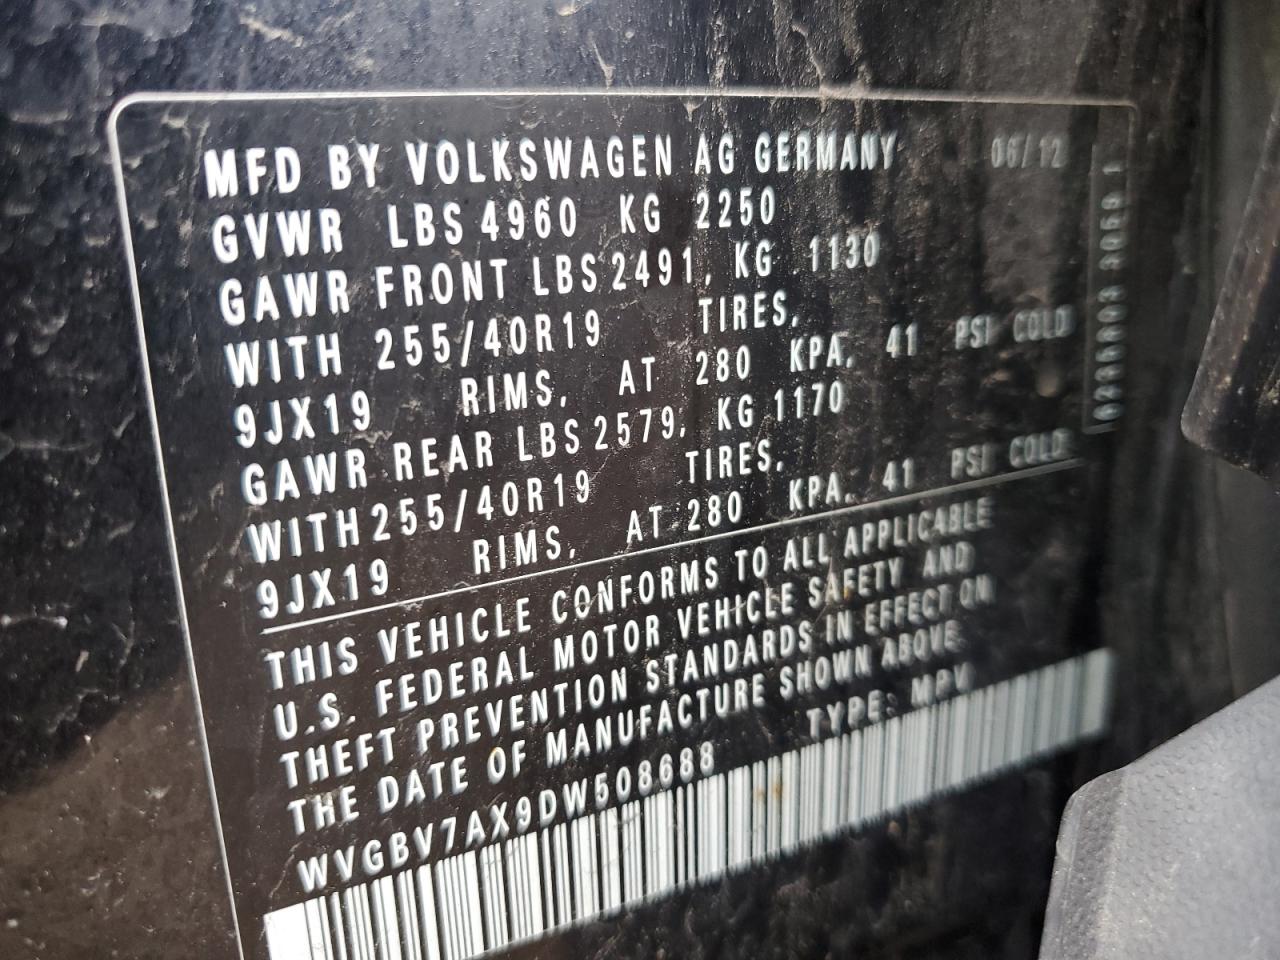 MFD BY VOLKSWAGEN AG GERMANY 06/12
GVWR LBS 4960 KG 2250
GAWR FRONT LBS 2491, KG 1130
WITH 255/40R19 TIRES,
9JX19 RIMS, AT 280 KPA, 41 PSI COLD
GAWR REAR LBS 2579, KG 1170
WITH 255/40R19 TIRES,
9JX19 RIMS, AT 280 KPA, 41 PSI COLD
THIS VEHICLE CONFORMS TO ALL APPLICABLE
U.S. FEDERAL MOTOR VEHICLE SAFETY AND
THEFT PREVENTION STANDARDS IN EFFECT ON
THE DATE OF MANUFACTURE SHOWN ABOVE
WVGBV7AX9DW508688 TYPE: MPV